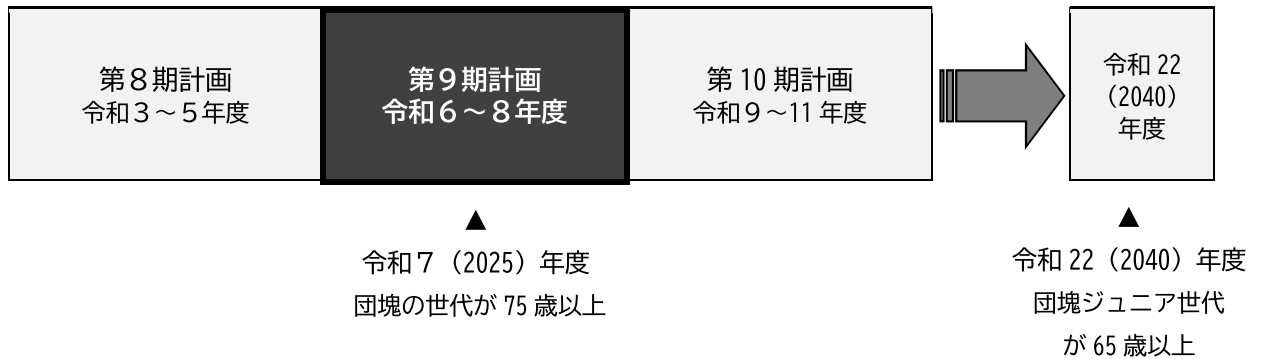 第８期計画
令和３～５年度
第９期計画
令和６～８年度
第 10 期計画
令和９～11 年度
令和 22
（2040）
年度
▲
令和７（2025）年度
団塊の世代が 75 歳以上
▲
令和 22（2040）年度
団塊ジュニア世代
が 65 歳以上